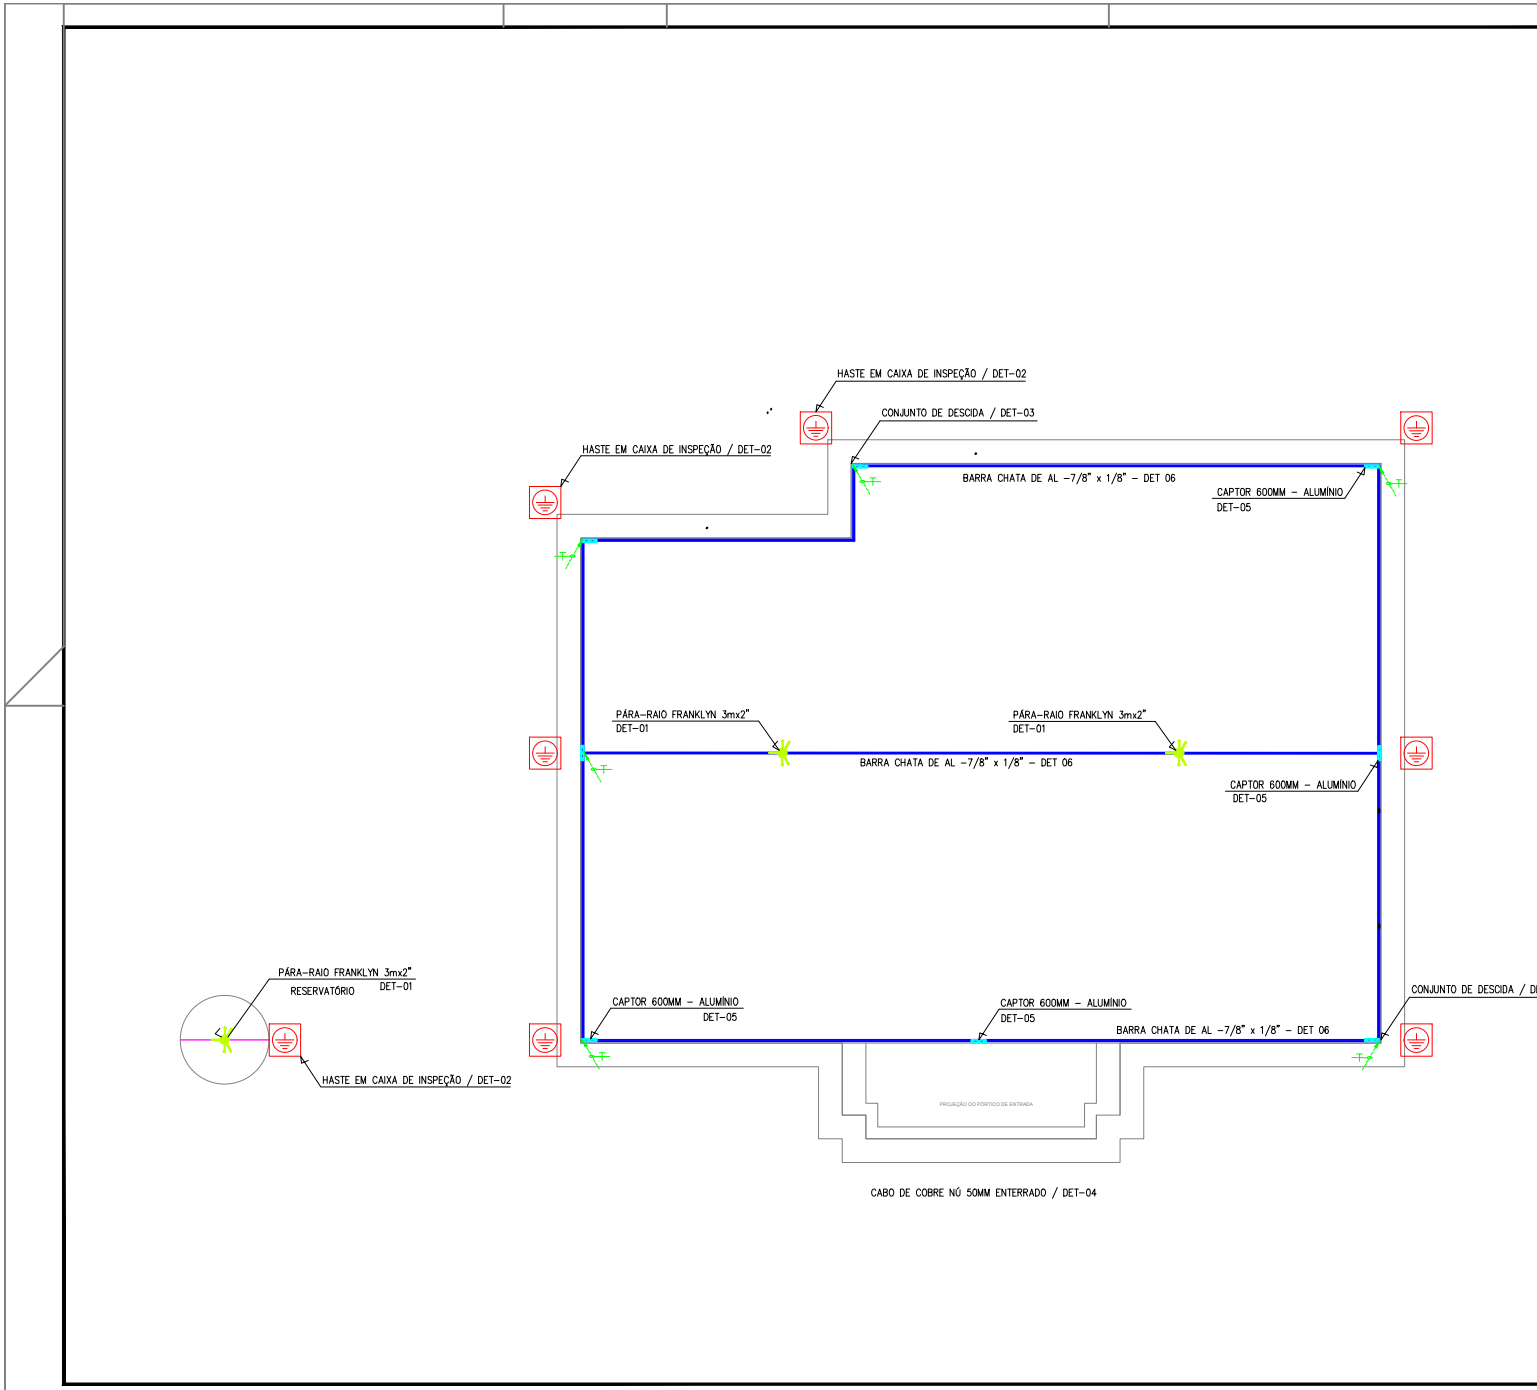 HASTE EM CAIXA DE INSPEÇÃO / DET-02
CONJUNTO DE DESCIDA / DET-03
HASTE EM CAIXA DE INSPEÇÃO / DET-02
BARRA CHATA DE AL -7/8" x 1/8" - DET 06
CAPTOR 600MM - ALUMÍNIO
DET-05
PÁRA-RAIO FRANKLYN 3mx2"
DET-01
PÁRA-RAIO FRANKLYN 3mx2"
DET-01
BARRA CHATA DE AL -7/8" x 1/8" - DET 06
CAPTOR 600MM - ALUMÍNIO
DET-05
PÁRA-RAIO FRANKLYN 3mx2"
RESERVATÓRIO DET-01
CONJUNTO DE DESCIDA /
CAPTOR 600MM - ALUMÍNIO
DET-05
CAPTOR 600MM - ALUMÍNIO
DET-05
BARRA CHATA DE AL -7/8" x 1/8" - DET 06
HASTE EM CAIXA DE INSPEÇÃO / DET-02
PROJEÇÃO DO PÓRTICO DE ENTRADA
CABO DE COBRE NÚ 50MM ENTERRADO / DET-04